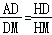 AD/DM = HD/HM